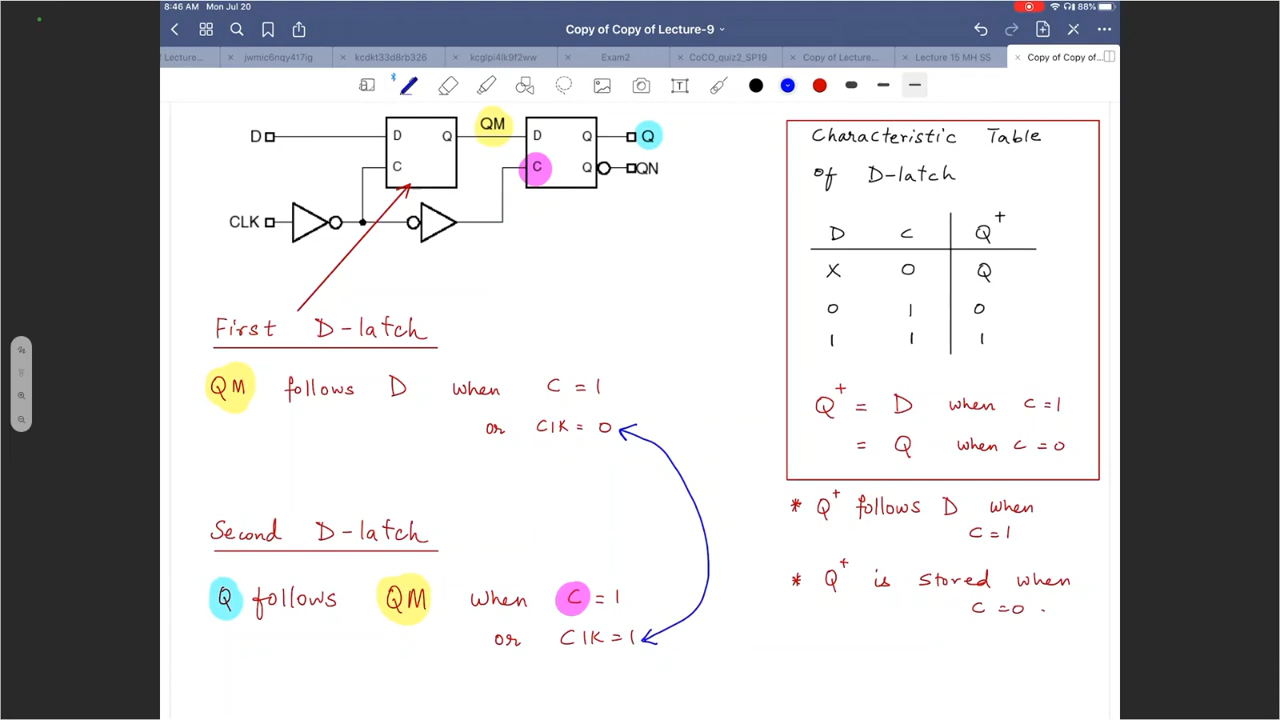 8:46 AM Mon Jul 20
88%
Copy of Copy of Lecture-9
Lecture...
jwmic6nqy417ig
kcdkt33d8rb326
kcglpi4lk9f2ww
Exam2
CoCO_quiz2_SP19
Copy of Lecture...
Lecture 15 MH SS
Copy of Copy of...
T
D
D
Q
QM
D
Q
Q
C
C
Q
QN
CLK
First D-latch
QM follows D when C = 1
or ClK = 0
Second D-latch
Q follows QM when C = 1
or ClK = 1
Characteristic Table
of D-latch
D C Q+
X 0 Q
0 1 0
1 1 1
Q+ = D when C=1
= Q when C=0
* Q+ follows D when
C=1
* Q+ is stored when
C=0.